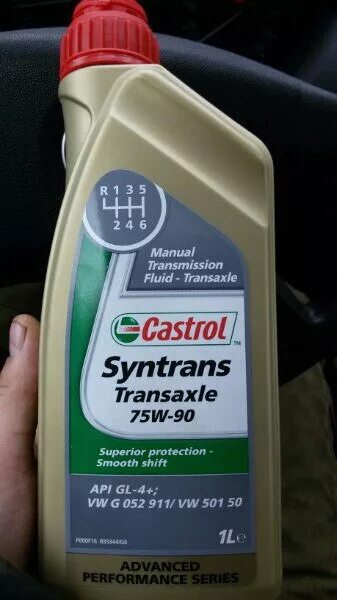 R 1 3 5
2 4 6
Manual
Transmission
Fluid - Transaxle
Castrol™
Syntrans
Transaxle
75W-90
Superior protection -
Smooth shift
API GL-4+;
VW G 052 911/ VW 501 50
1L e
ADVANCED
PERFORMANCE SERIES